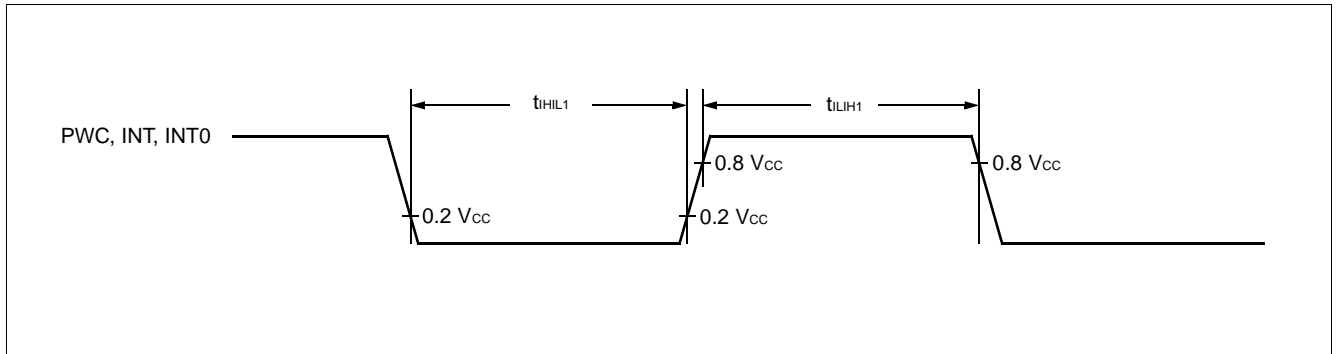 tIHIL1 tILIH1
PWC, INT, INT0
0.8 VCC 0.8 VCC
0.2 VCC 0.2 VCC